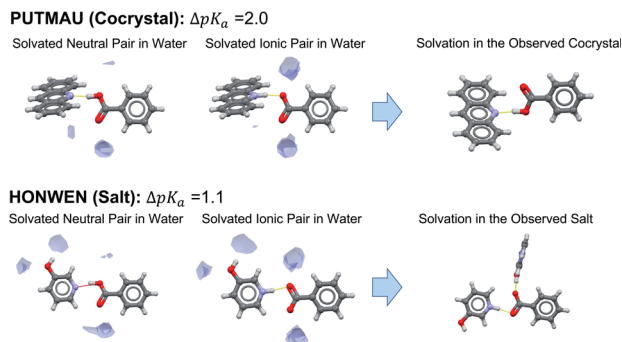 PUTMAU (Cocrystal): ΔpKₐ =2.0
Solvated Neutral Pair in Water
Solvated Ionic Pair in Water
Solvation in the Observed Cocrystal
HONWEN (Salt): ΔpKₐ =1.1
Solvated Neutral Pair in Water
Solvated Ionic Pair in Water
Solvation in the Observed Salt